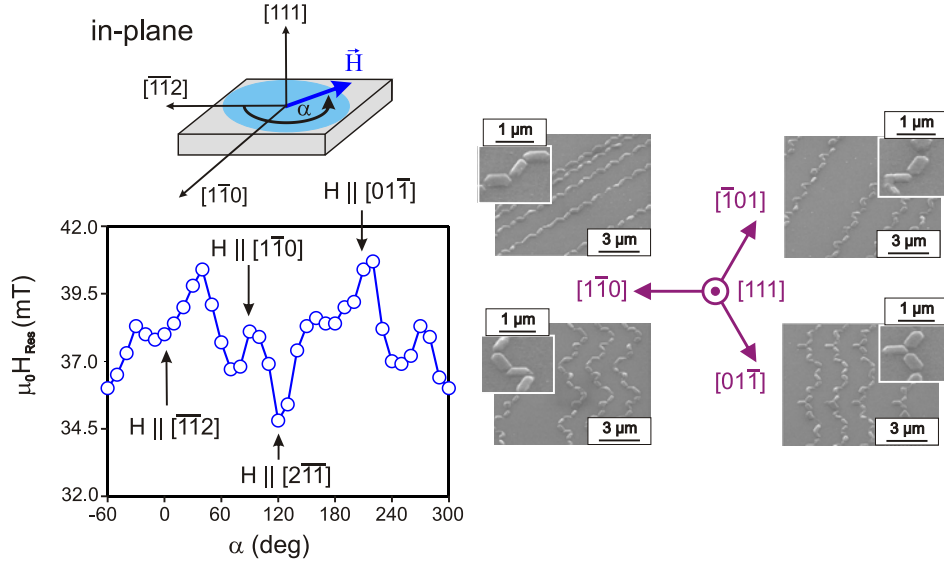 in-plane
[111]
H⃗
[1̅1̅2]
α
[11̅0]
H || [011̅]
H || [11̅0]
42.0
39.5
37.0
34.5
32.0
μ₀H_Res (mT)
H || [1̅1̅2]
H || [21̅1̅]
-60 0 60 120 180 240 300
α (deg)
1 μm
3 μm
1 μm
3 μm
[1̅01]
[11̅0]
[111]
[011̅]
1 μm
3 μm
1 μm
3 μm